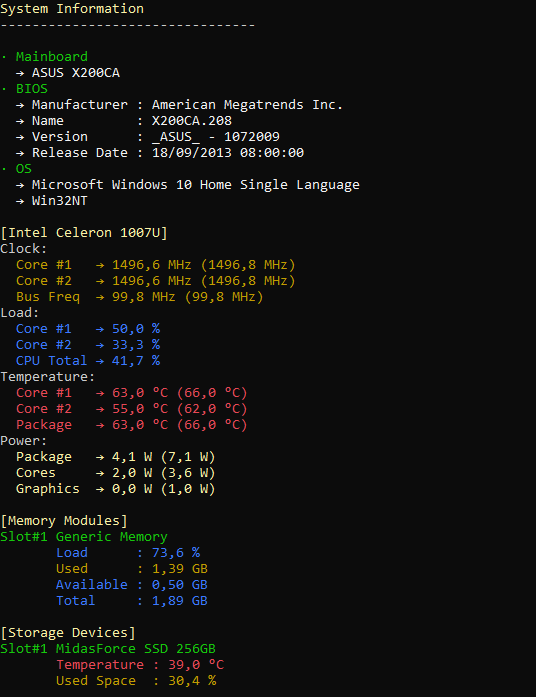 System Information
--------------------------------
· Mainboard
→ ASUS X200CA
· BIOS
→ Manufacturer : American Megatrends Inc.
→ Name : X200CA.208
→ Version : _ASUS_ - 1072009
→ Release Date : 18/09/2013 08:00:00
· OS
→ Microsoft Windows 10 Home Single Language
→ Win32NT
[Intel Celeron 1007U]
Clock:
Core #1 → 1496,6 MHz (1496,8 MHz)
Core #2 → 1496,6 MHz (1496,8 MHz)
Bus Freq → 99,8 MHz (99,8 MHz)
Load:
Core #1 → 50,0 %
Core #2 → 33,3 %
CPU Total → 41,7 %
Temperature:
Core #1 → 63,0 ºC (66,0 ºC)
Core #2 → 55,0 ºC (62,0 ºC)
Package → 63,0 ºC (66,0 ºC)
Power:
Package → 4,1 W (7,1 W)
Cores → 2,0 W (3,6 W)
Graphics → 0,0 W (1,0 W)
[Memory Modules]
Slot#1 Generic Memory
Load : 73,6 %
Used : 1,39 GB
Available : 0,50 GB
Total : 1,89 GB
[Storage Devices]
Slot#1 MidasForce SSD 256GB
Temperature : 39,0 ºC
Used Space : 30,4 %